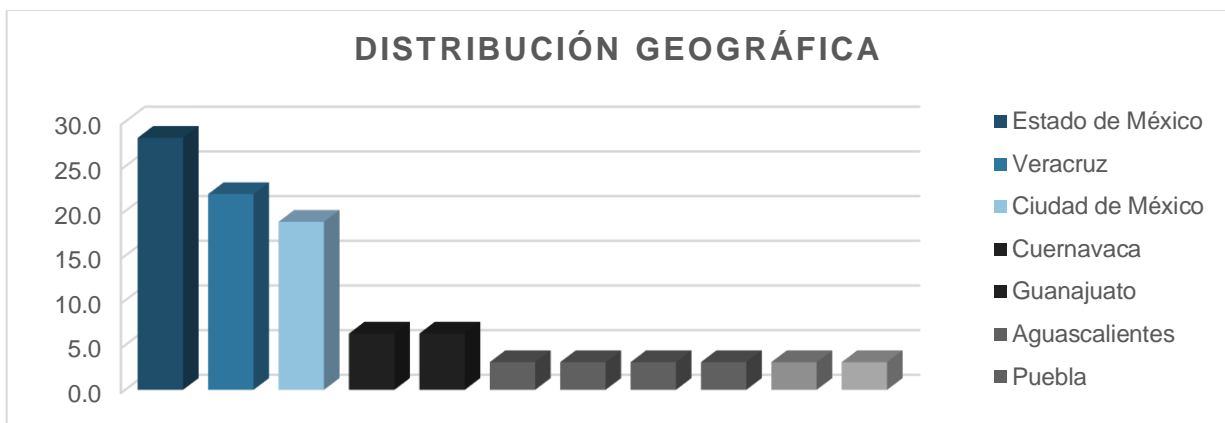 DISTRIBUCIÓN GEOGRÁFICA
30.0
25.0
20.0
15.0
10.0
5.0
0.0
Estado de México
Veracruz
Ciudad de México
Cuernavaca
Guanajuato
Aguascalientes
Puebla